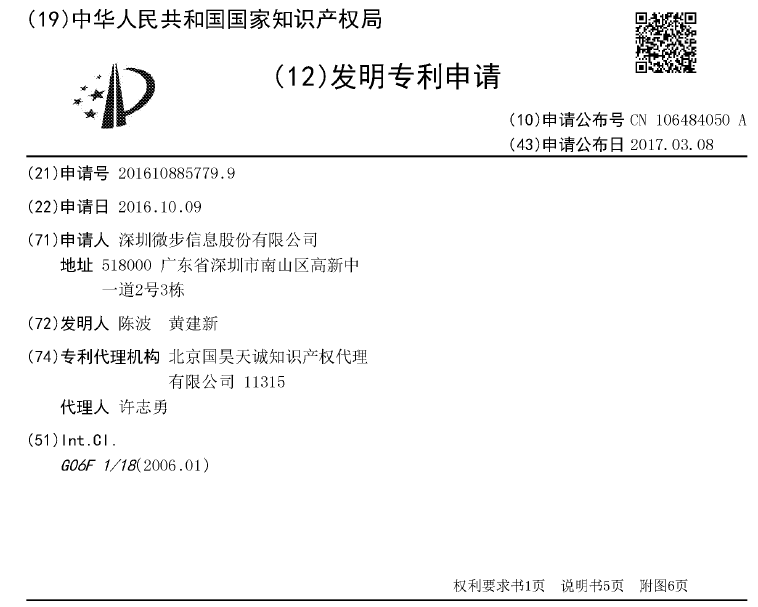 (19)中华人民共和国国家知识产权局
(12)发明专利申请
(10)申请公布号 CN 106484050 A
(43)申请公布日 2017.03.08
(21)申请号 201610885779.9
(22)申请日 2016.10.09
(71)申请人 深圳微步信息股份有限公司
地址 518000 广东省深圳市南山区高新中
一道2号3栋
(72)发明人 陈波 黄建新
(74)专利代理机构 北京国昊天诚知识产权代理
有限公司 11315
代理人 许志勇
(51)Int.Cl.
G06F 1/18(2006.01)
权利要求书1页 说明书5页 附图6页